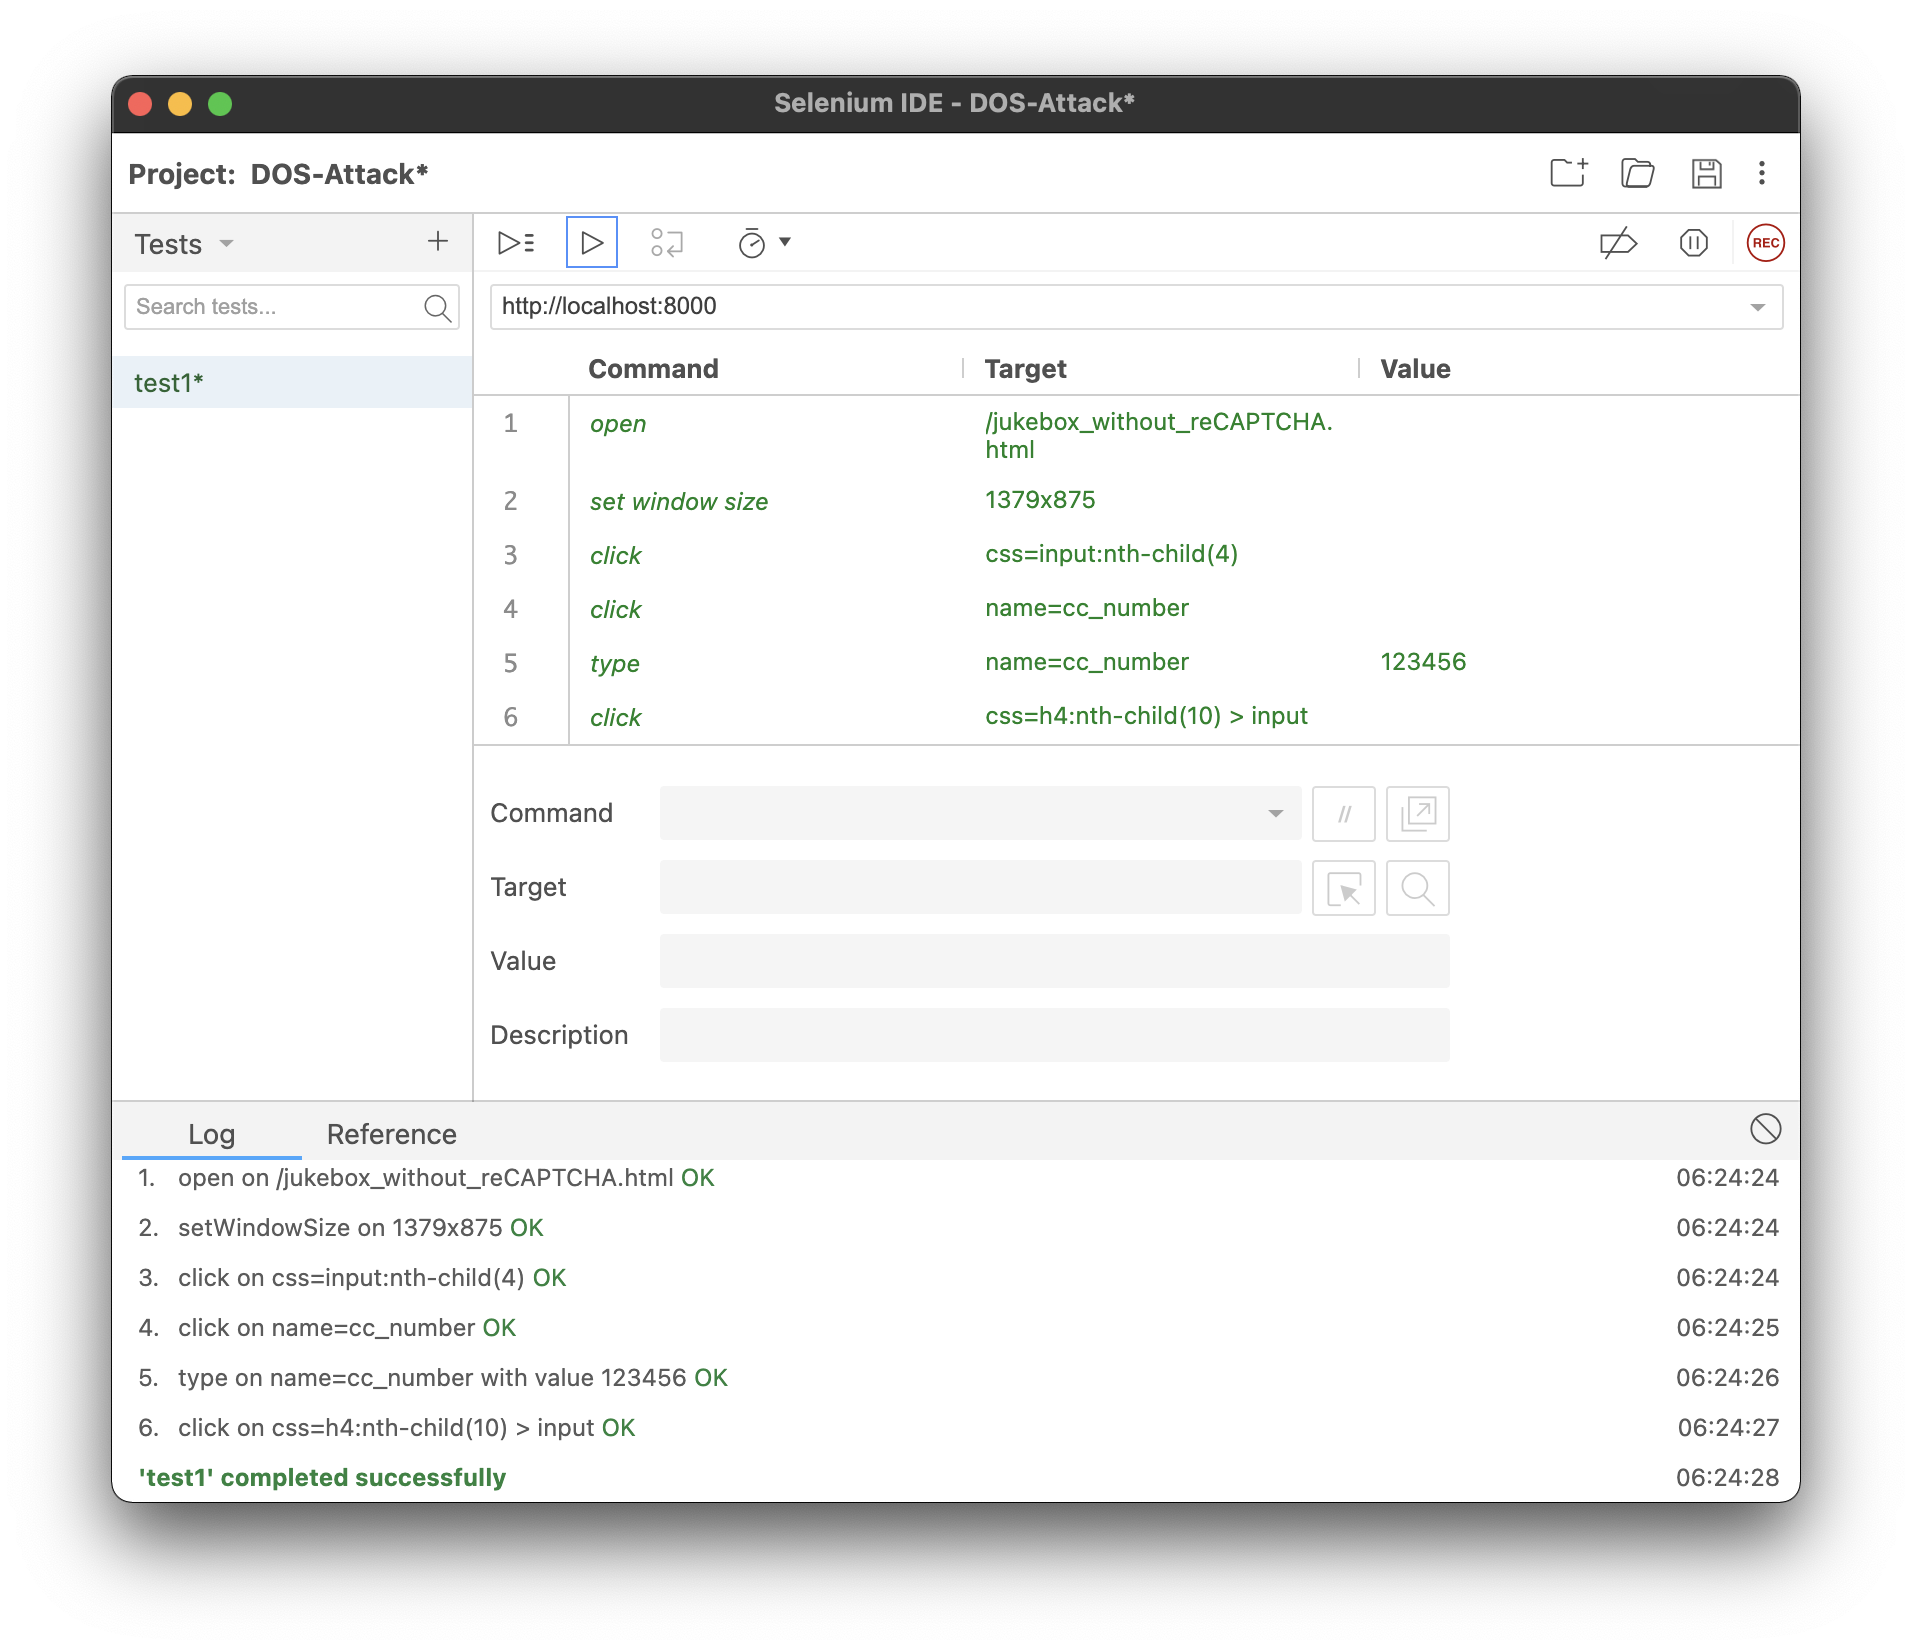 Selenium IDE - DOS-Attack*
Project: DOS-Attack*
Tests
REC
Search tests...
http://localhost:8000
test1*
Command Target Value
1 open /jukebox_without_reCAPTCHA.
html
2 set window size 1379x875
3 click css=input:nth-child(4)
4 click name=cc_number
5 type name=cc_number 123456
6 click css=h4:nth-child(10) > input
Command //
Target
Value
Description
Log Reference
1. open on /jukebox_without_reCAPTCHA.html OK 06:24:24
2. setWindowSize on 1379x875 OK 06:24:24
3. click on css=input:nth-child(4) OK 06:24:24
4. click on name=cc_number OK 06:24:25
5. type on name=cc_number with value 123456 OK 06:24:26
6. click on css=h4:nth-child(10) > input OK 06:24:27
'test1' completed successfully 06:24:28